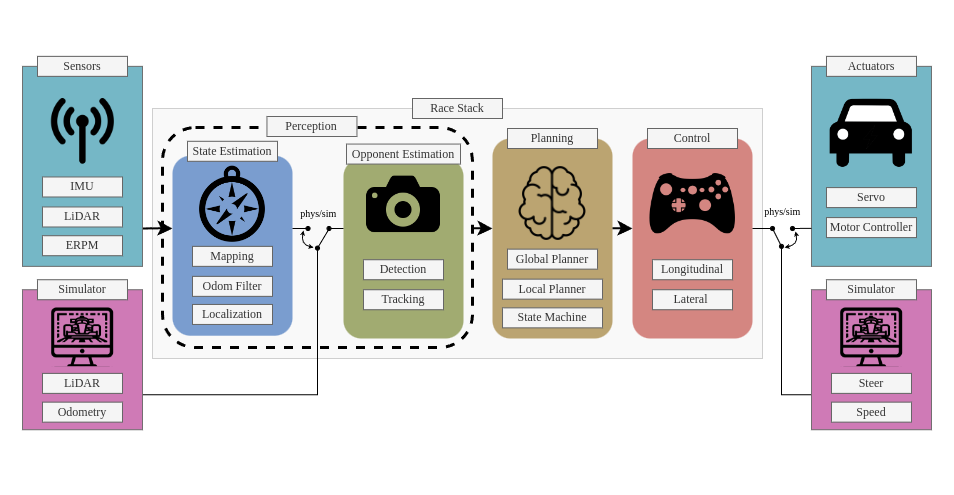 Sensors
IMU
LiDAR
ERPM
Simulator
LiDAR
Odometry
Race Stack
Perception
State Estimation
Mapping
Odom Filter
Localization
phys/sim
Opponent Estimation
Detection
Tracking
Planning
Global Planner
Local Planner
State Machine
Control
Longitudinal
Lateral
phys/sim
Actuators
Servo
Motor Controller
Simulator
Steer
Speed